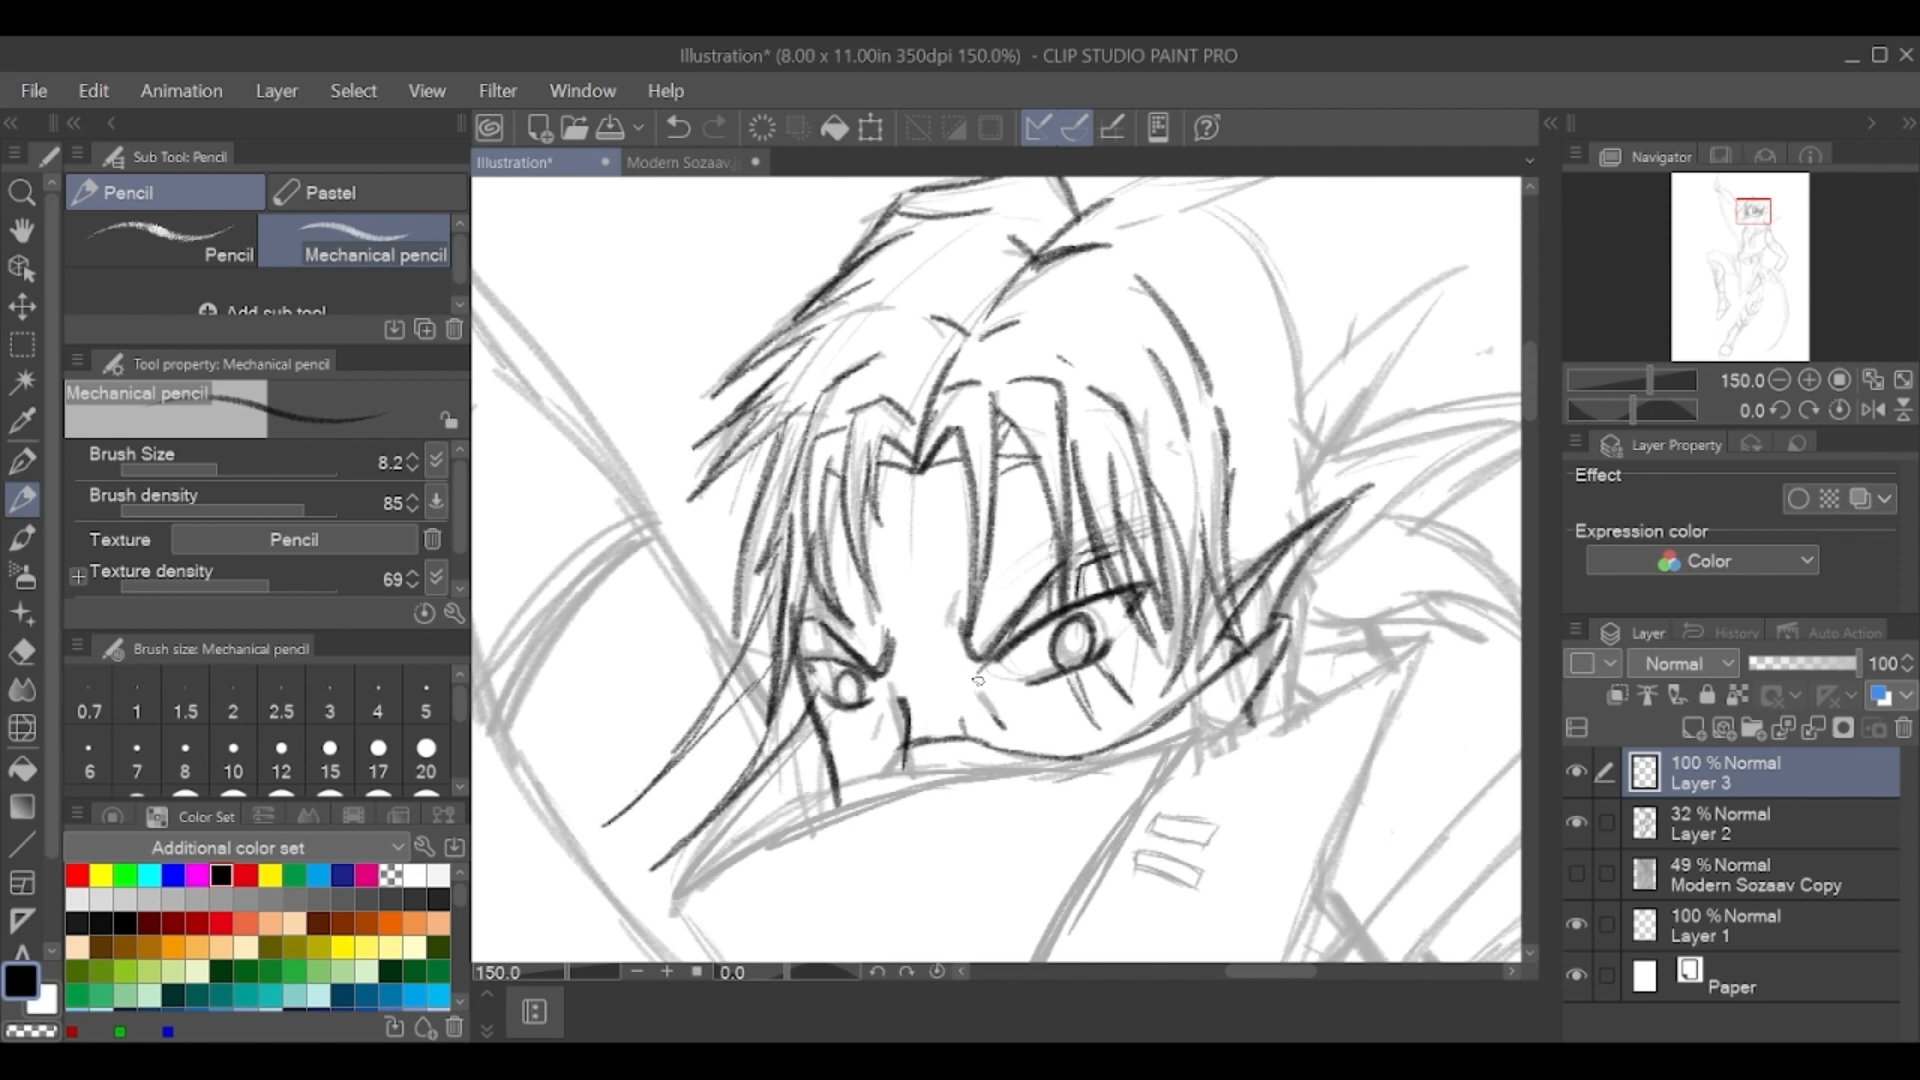 Illustration* (8.00 x 11.00in 350dpi 150.0%) - CLIP STUDIO PAINT PRO
File Edit Animation Layer Select View Filter Window Help
Sub Tool: Pencil
Pencil Pastel
Pencil Mechanical pencil
Add sub tool
Tool property: Mechanical pencil
Mechanical pencil
Brush Size 8.2
Brush density 85
Texture Pencil
Texture density 69
Brush size: Mechanical pencil
0.7 1 1.5 2 2.5 3 4 5
6 7 8 10 12 15 17 20
Color Set
Additional color set
Illustration* Modern Sozaav
150.0 0.0
Navigator
150.0
0.0
Layer Property
Effect
Expression color
Color
Layer History Auto Action
Normal 100
100 % Normal
Layer 3
32 % Normal
Layer 2
49 % Normal
Modern Sozaav Copy
100 % Normal
Layer 1
Paper